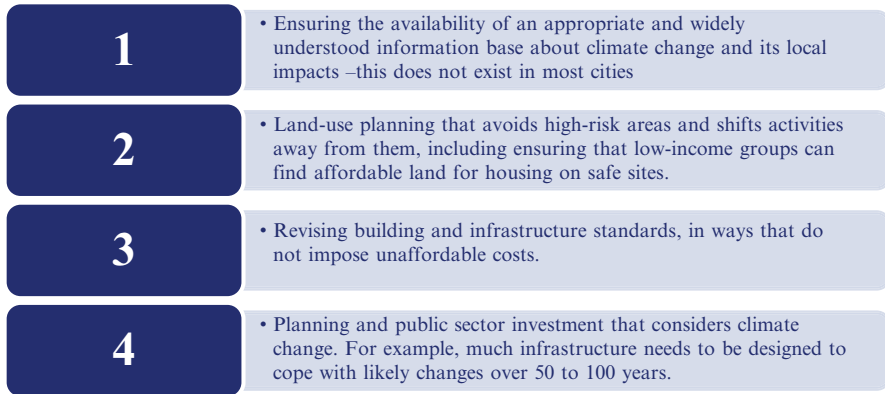 1
• Ensuring the availability of an appropriate and widely
understood information base about climate change and its local
impacts –this does not exist in most cities
2
• Land-use planning that avoids high-risk areas and shifts activities
away from them, including ensuring that low-income groups can
find affordable land for housing on safe sites.
3
• Revising building and infrastructure standards, in ways that do
not impose unaffordable costs.
4
• Planning and public sector investment that considers climate
change. For example, much infrastructure needs to be designed to
cope with likely changes over 50 to 100 years.